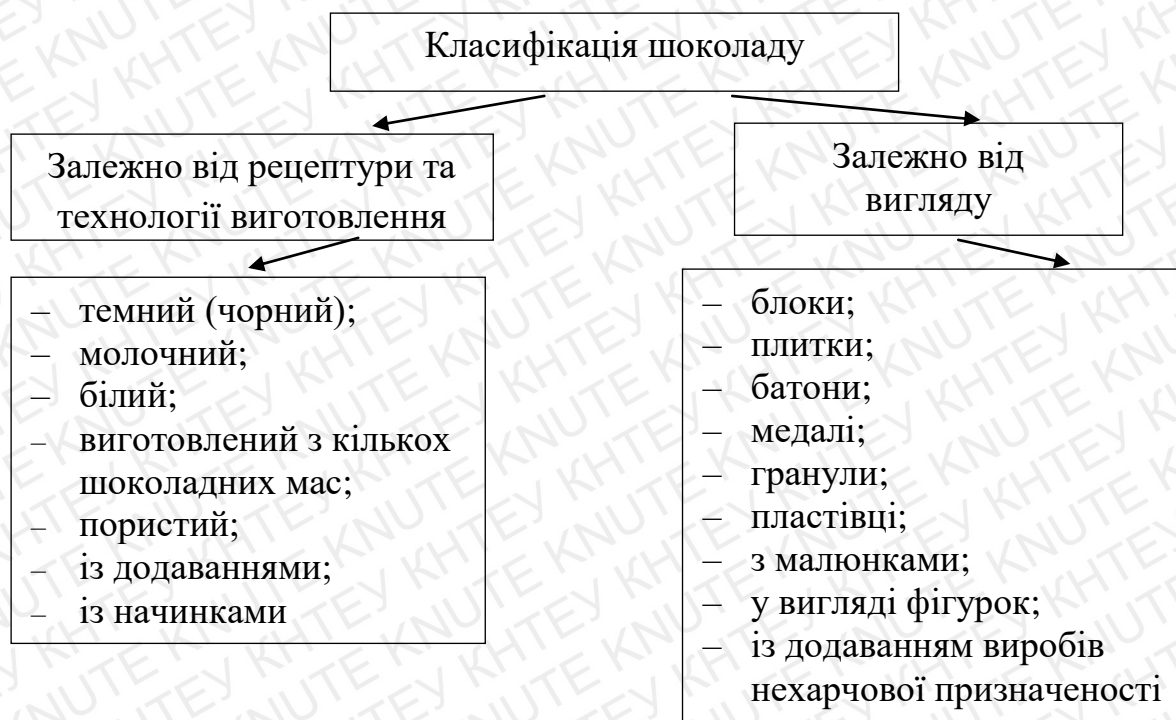 Класифікація шоколаду
Залежно від рецептури та
технології виготовлення
– темний (чорний);
– молочний;
– білий;
– виготовлений з кількох
шоколадних мас;
– пористий;
– із додаваннями;
– із начинками
Залежно від
вигляду
– блоки;
– плитки;
– батони;
– медалі;
– гранули;
– пластівці;
– з малюнками;
– у вигляді фігурок;
– із додаванням виробів
нехарчової призначеності